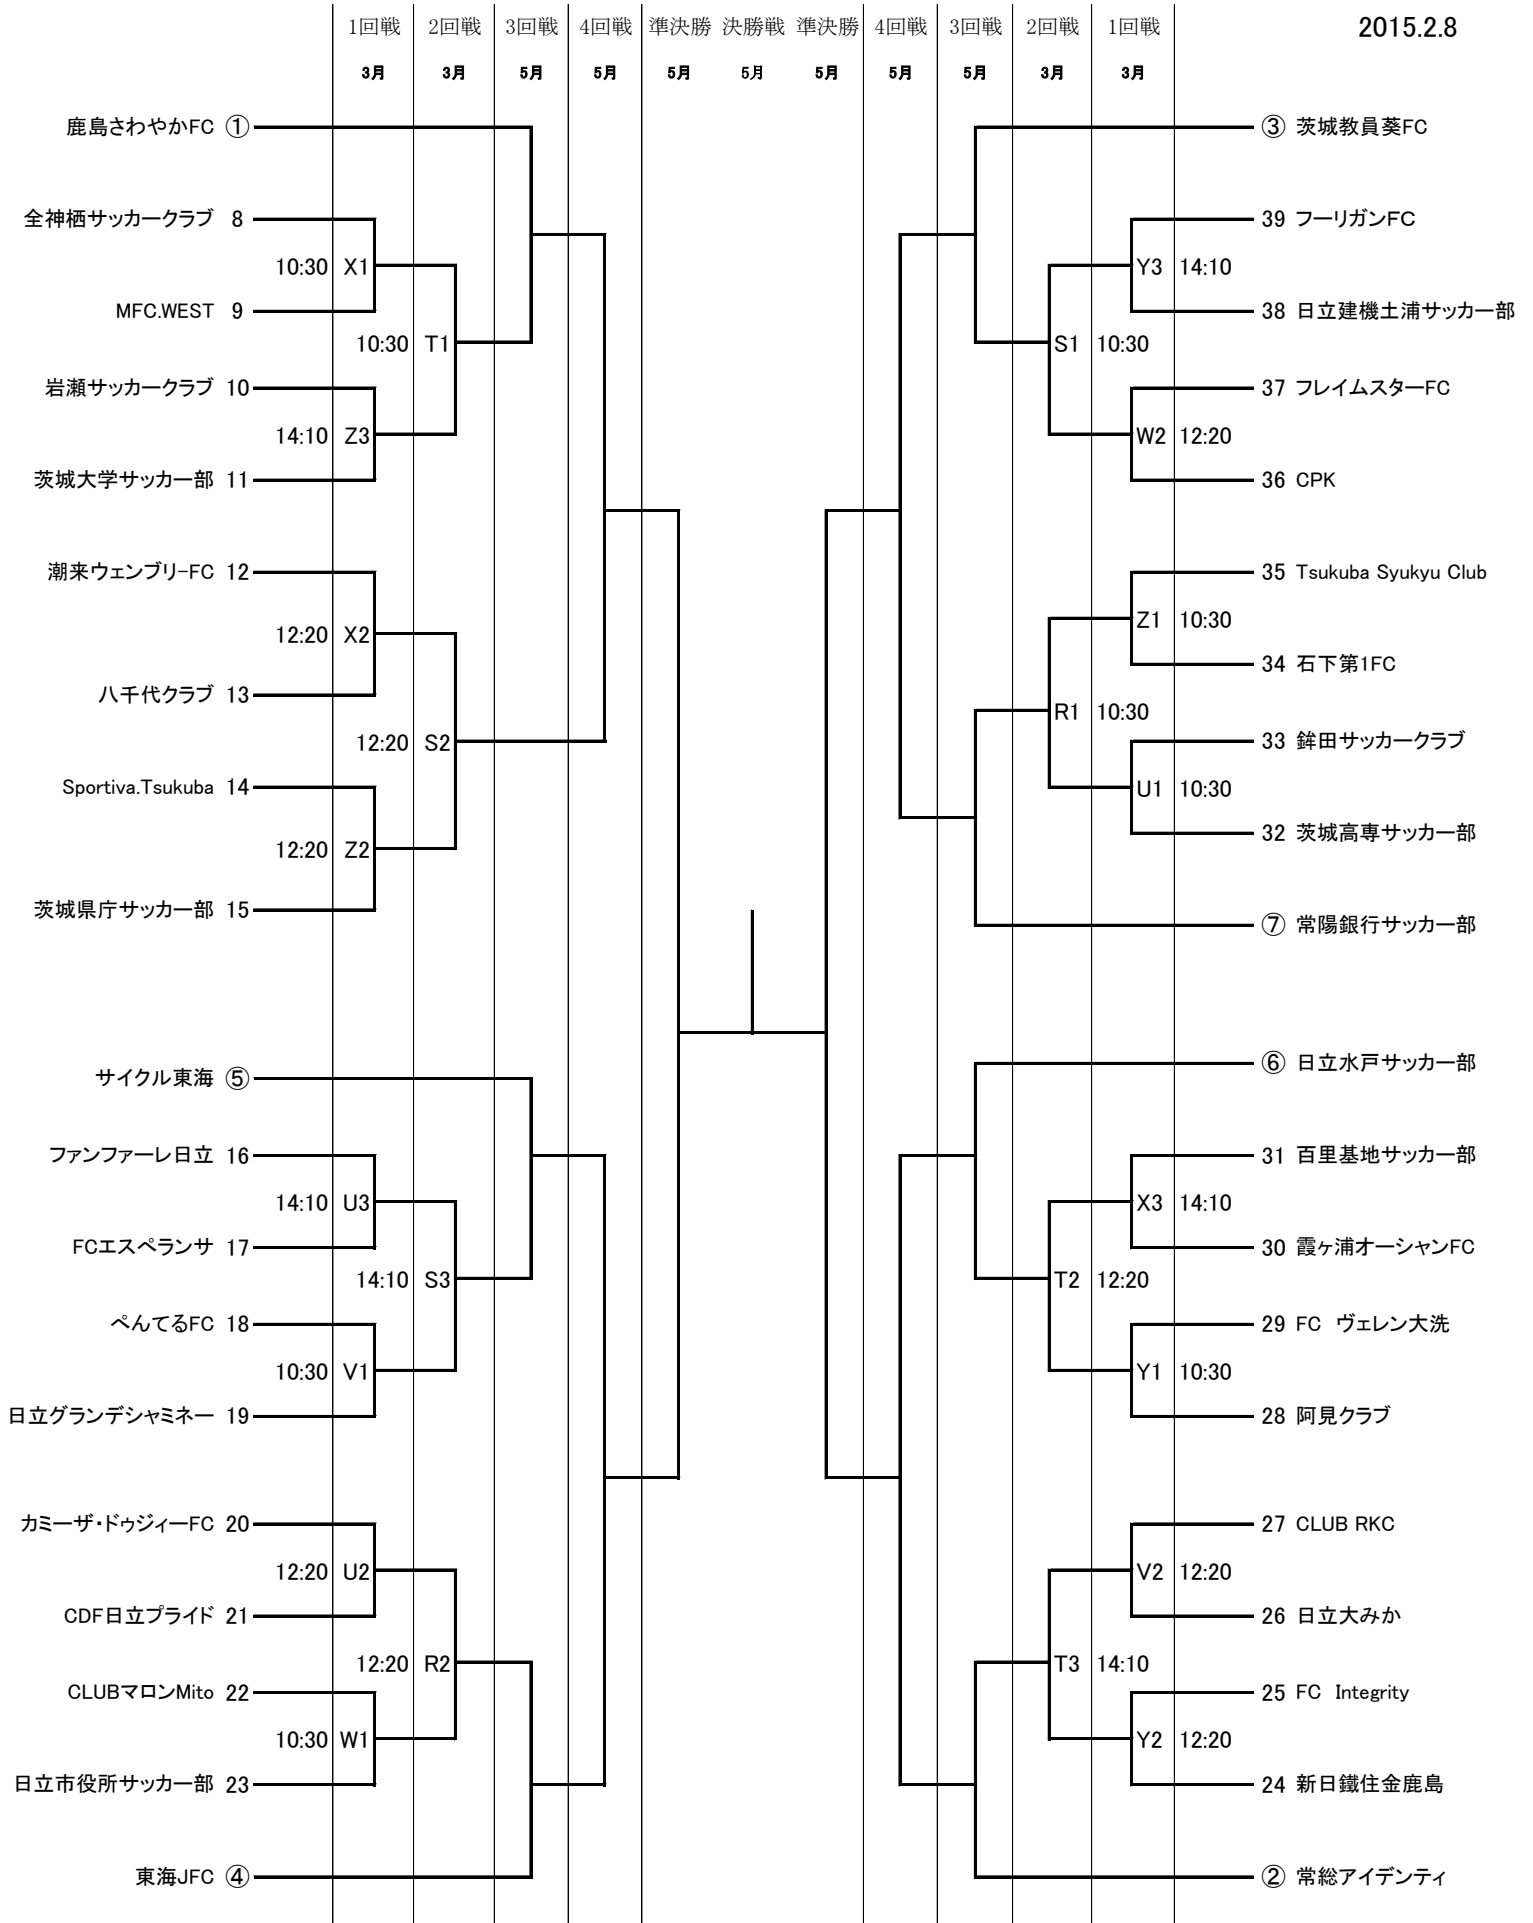 1回戦 2回戦 3回戦 4回戦 準決勝 決勝戦 準決勝 4回戦 3回戦 2回戦 1回戦 2015.2.8
3月 3月 5月 5月 5月 5月 5月 5月 5月 3月 3月
鹿島さわやかFC ① ③ 茨城教員葵FC
全神栖サッカークラブ 8 39 フーリガンFC
10:30 X1 Y3 14:10
MFC.WEST 9 38 日立建機土浦サッカー部
10:30 T1 S1 10:30
岩瀬サッカークラブ 10 37 フレイムスターFC
14:10 Z3 W2 12:20
茨城大学サッカー部 11 36 CPK
潮来ウェンブリ-FC 12 35 Tsukuba Syukyu Club
12:20 X2 Z1 10:30
34 石下第1FC
八千代クラブ 13
R1 10:30
12:20 S2 33 鉾田サッカークラブ
Sportiva.Tsukuba 14 U1 10:30
32 茨城高専サッカー部
12:20 Z2
茨城県庁サッカー部 15
⑦ 常陽銀行サッカー部
⑥ 日立水戸サッカー部
サイクル東海 ⑤
ファンファーレ日立 16 31 百里基地サッカー部
14:10 U3 X3 14:10
FCエスペランサ 17 30 霞ヶ浦オーシャンFC
14:10 S3 T2 12:20
ぺんてるFC 18 29 FC ヴェレン大洗
10:30 V1 Y1 10:30
日立グランデシャミネー 19 28 阿見クラブ
カミーザ・ドゥジィーFC 20 27 CLUB RKC
12:20 U2 V2 12:20
CDF日立プライド 21 26 日立大みか
12:20 R2 T3 14:10
CLUBマロンMito 22 25 FC Integrity
10:30 W1 Y2 12:20
日立市役所サッカー部 23 24 新日鐵住金鹿島
東海JFC ④ ② 常総アイデンティ